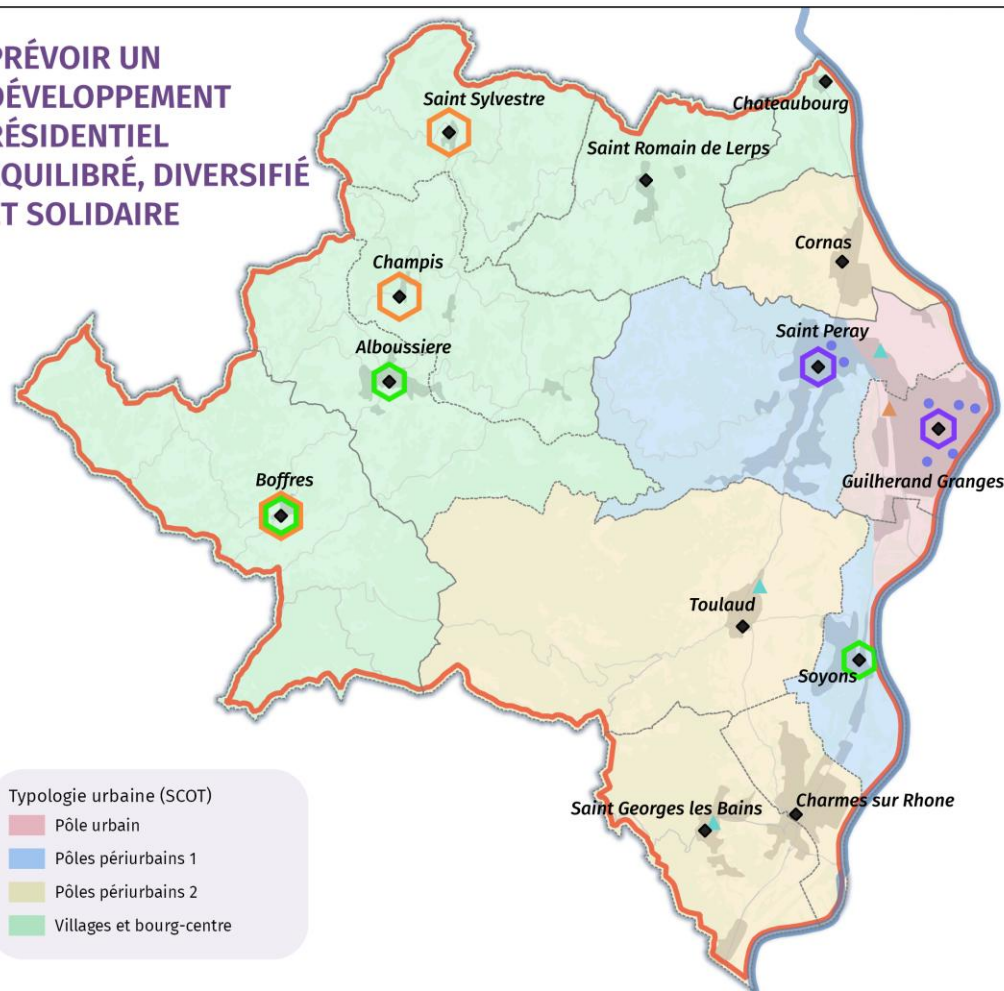 PRÉVOIR UN
DÉVELOPPEMENT
RÉSIDENTIEL
ÉQUILIBRÉ, DIVERSIFIÉ
ET SOLIDAIRE
Saint Sylvestre
Chateaubourg
Saint Romain de Lerps
Cornas
Champis
Saint Peray
Alboussiere
Boffres
Guilherand Granges
Toulaud
Soyons
Saint Georges les Bains
Charmes sur Rhone
Typologie urbaine (SCOT)
Pôle urbain
Pôles périurbains 1
Pôles périurbains 2
Villages et bourg-centre